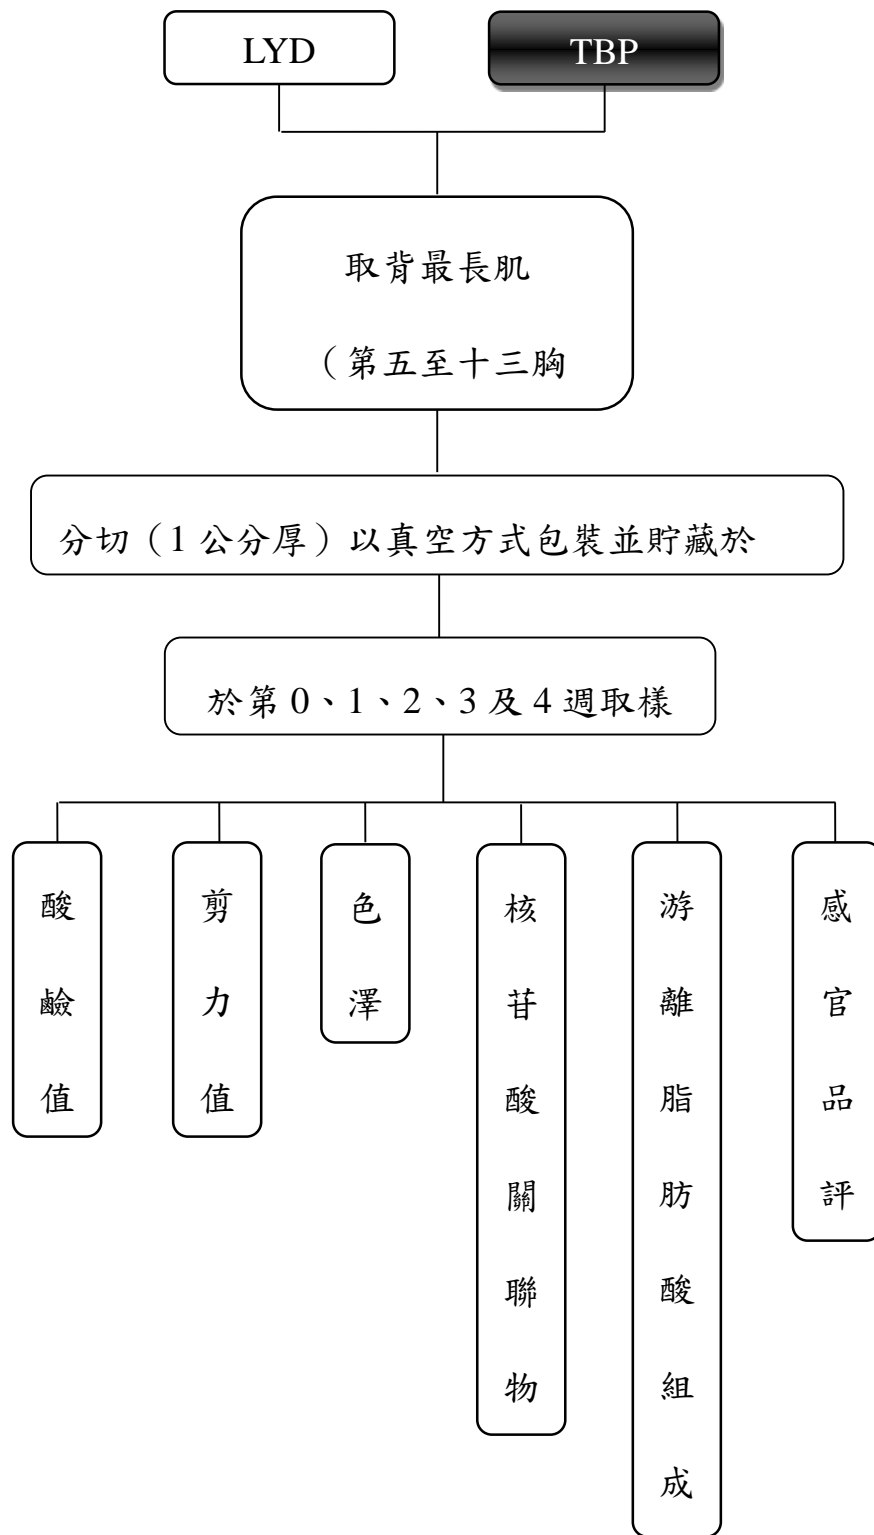 LYD
TBP
取背最長肌
（第五至十三胸
分切（1 公分厚）以真空方式包裝並貯藏於
於第 0、1、2、3 及 4 週取樣
酸鹼值
剪力值
色澤
核苷酸關聯物
游離脂肪酸組成
感官品評